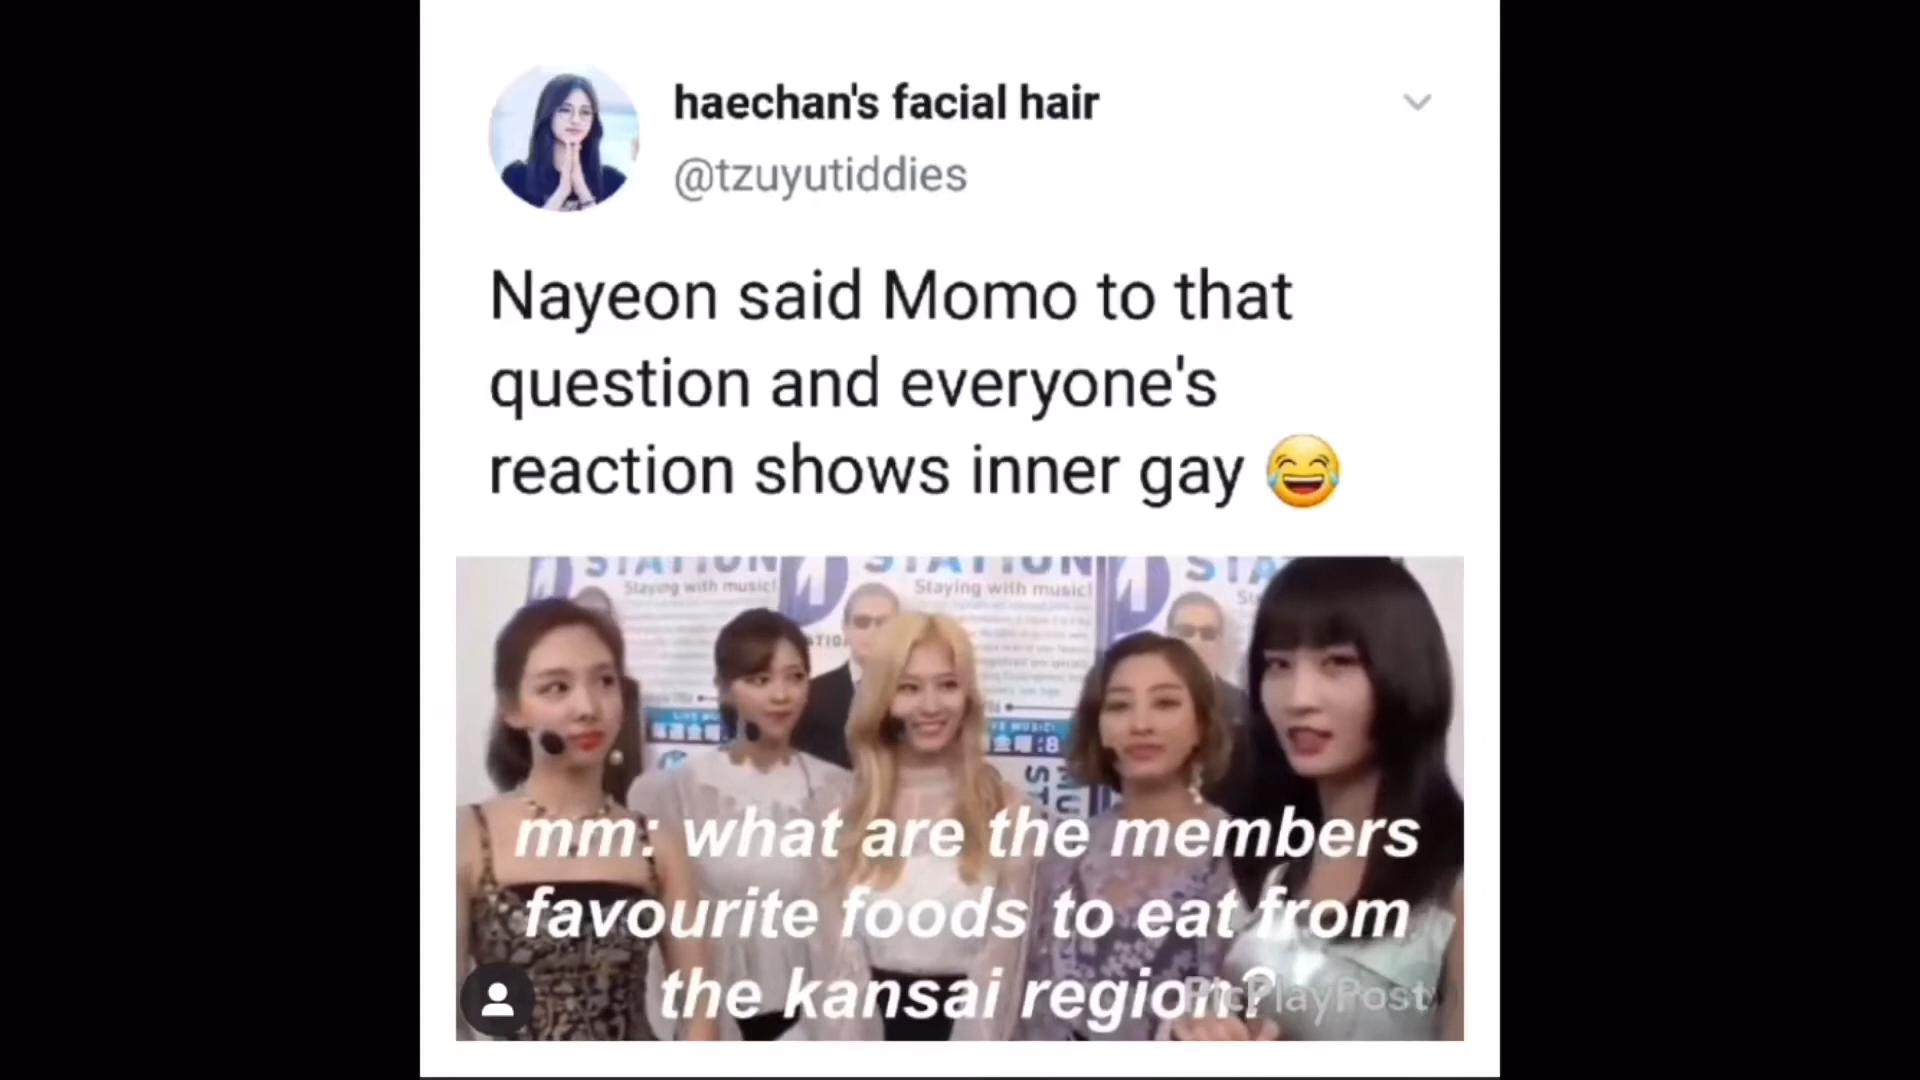 haechan's facial hair
@tzuyutiddies
Nayeon said Momo to that
question and everyone's
reaction shows inner gay 😂
STATION STATION STA
Staying with music! Staying with music!
mm: what are the members
favourite foods to eat from
the kansai region?
PicPlayPost